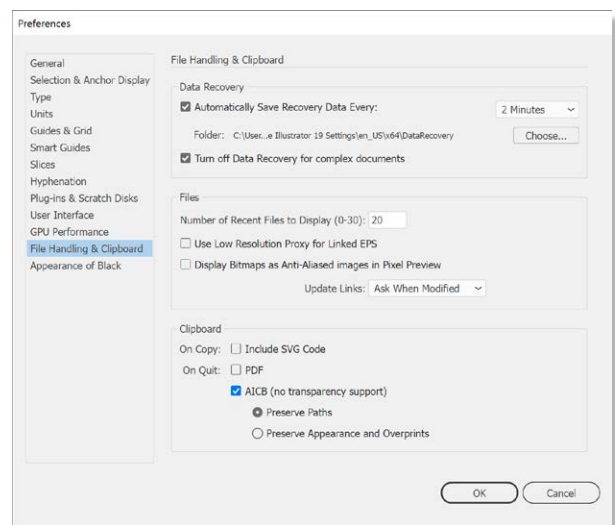 Preferences
General
Selection & Anchor Display
Type
Units
Guides & Grid
Smart Guides
Slices
Hyphenation
Plug-ins & Scratch Disks
User Interface
GPU Performance
File Handling & Clipboard
Appearance of Black
File Handling & Clipboard
Data Recovery
Automatically Save Recovery Data Every: 2 Minutes
Folder: C:\User...e Illustrator 19 Settings\en_US\x64\DataRecovery Choose...
Turn off Data Recovery for complex documents
Files
Number of Recent Files to Display (0-30): 20
Use Low Resolution Proxy for Linked EPS
Display Bitmaps as Anti-Aliased images in Pixel Preview
Update Links: Ask When Modified
Clipboard
On Copy: Include SVG Code
On Quit: PDF
AICB (no transparency support)
Preserve Paths
Preserve Appearance and Overprints
OK Cancel